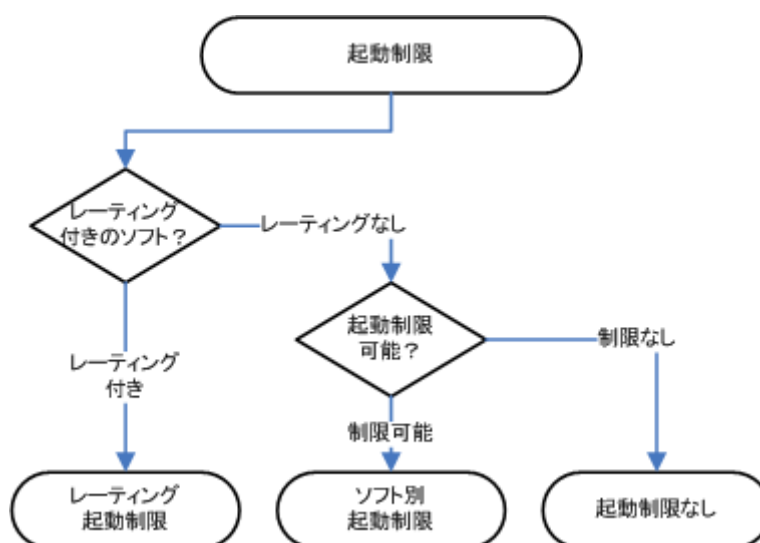 起動制限
レーティング
付きのソフト？
レーティングなし
起動制限
可能？
制限なし
レーティング
付き
制限可能
レーティング
起動制限
ソフト別
起動制限
起動制限なし